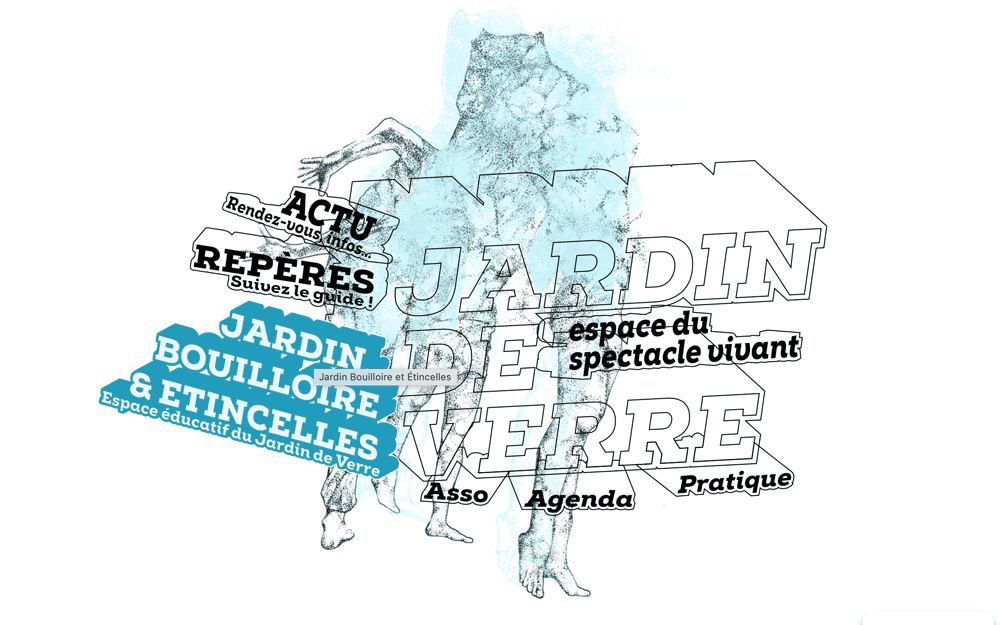 ACTU
Rendez-vous, infos...
REPÈRES
Suivez le guide !
JARDIN
DE
VERRE
espace du
spectacle vivant
JARDIN
BOUILLOIRE
& ETINCELLES
Espace éducatif du Jardin de Verre
Jardin Bouilloire et Étincelles
Asso
Agenda
Pratique